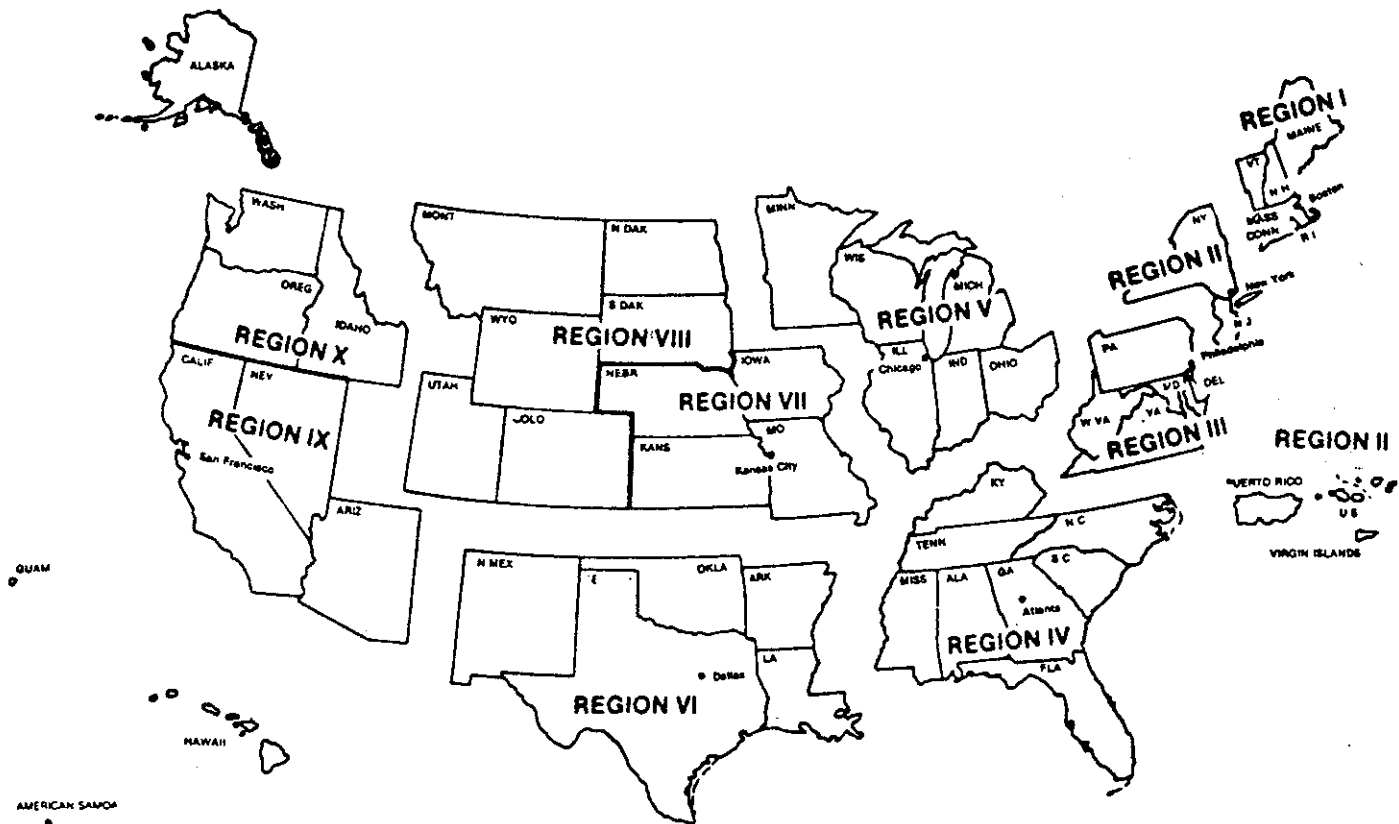 ALASKA
REGION I
MAINE
VT
N H
Boston
MASS
CONN
R I
WASH
MONT
N DAK
MINN
NY
REGION II
New York
OREG
IDAHO
REGION X
WYO
S DAK
REGION VIII
WIS
MICH
REGION V
N J
PA
Philadelphia
CALIF
NEV
UTAH
NEBR
IOWA
ILL
Chicago
IND
OHIO
MD
DEL
REGION IX
COLO
REGION VII
W VA
VA
REGION III
San Francisco
KANS
MO
Kansas City
REGION II
ARIZ
KY
PUERTO RICO
U S
VIRGIN ISLANDS
GUAM
N MEX
OKLA
ARK
TENN
N C
S C
MISS
ALA
GA
Atlanta
REGION IV
LA
Dallas
FLA
REGION VI
HAWAII
AMERICAN SAMOA